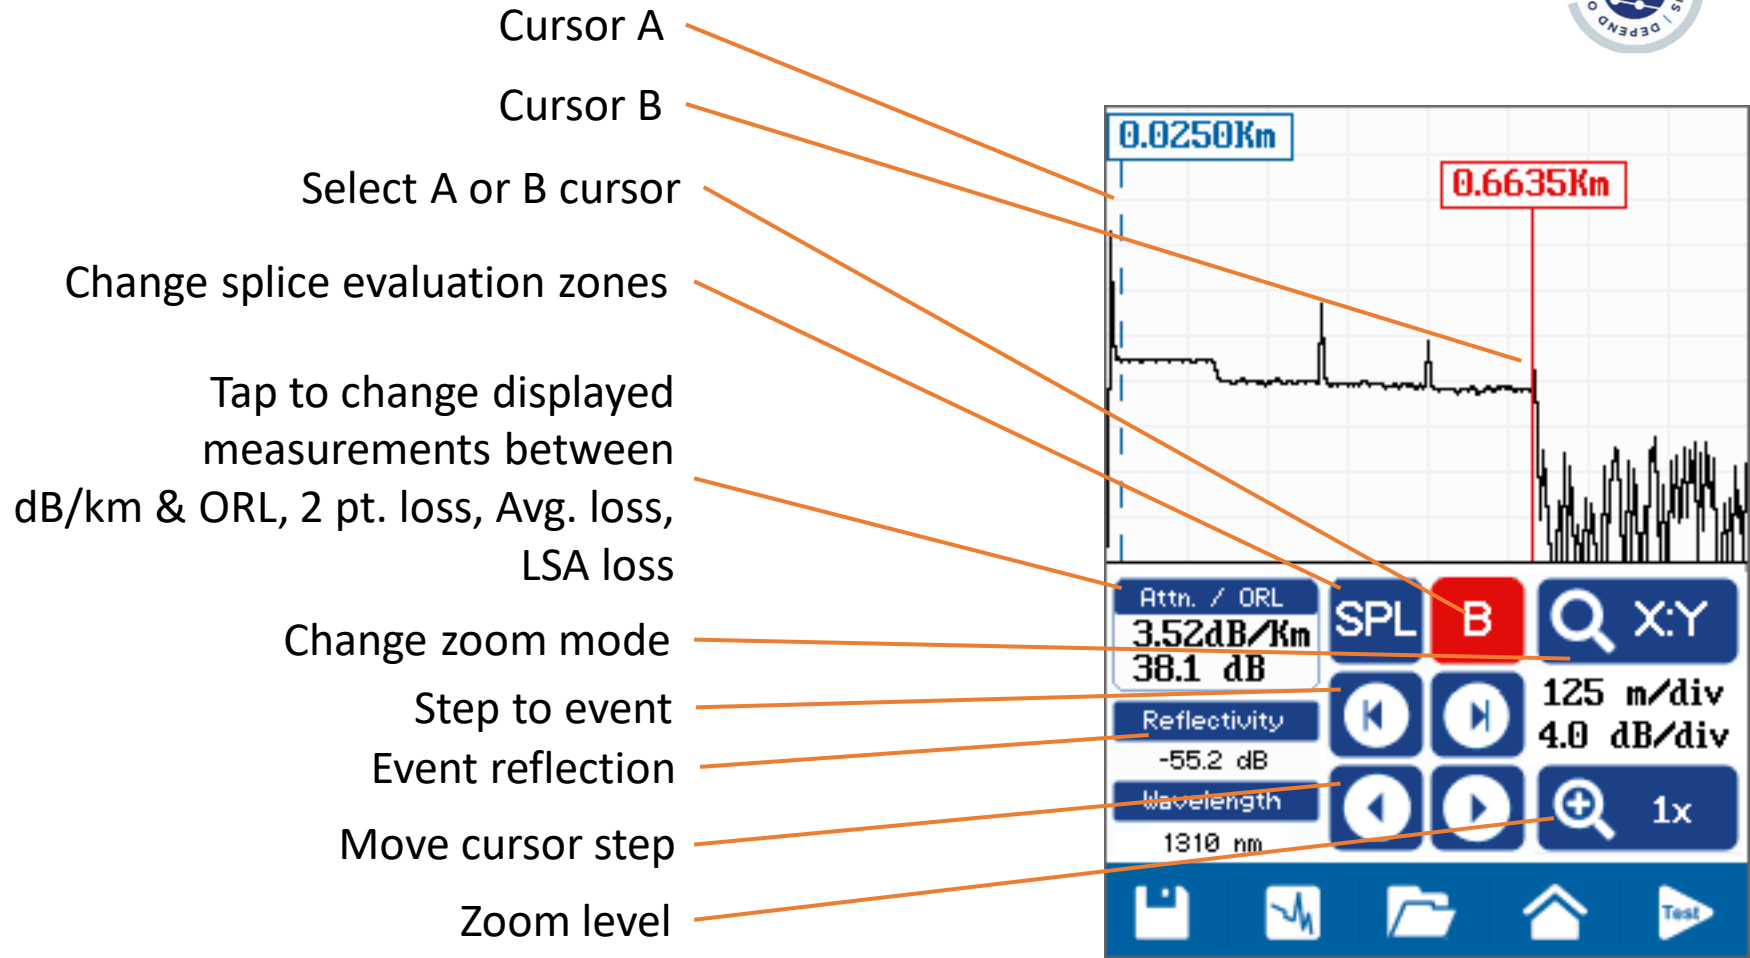 Cursor A
Cursor B
Select A or B cursor
Change splice evaluation zones
Tap to change displayed
measurements between
dB/km & ORL, 2 pt. loss, Avg. loss,
LSA loss
Change zoom mode
Step to event
Event reflection
Move cursor step
Zoom level
DEPEND O
0.0250Km
0.6635Km
Attn. / ORL
3.52dB/Km
38.1 dB
SPL
B
X:Y
125 m/div
4.0 dB/div
Reflectivity
-55.2 dB
Wavelength
1310 nm
1x
Test